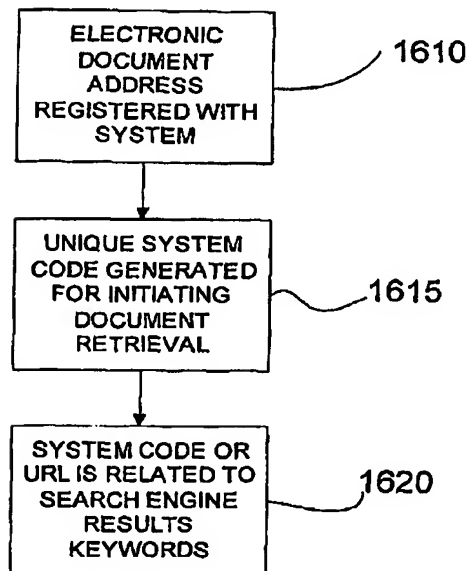 ELECTRONIC
DOCUMENT
ADDRESS
REGISTERED WITH
SYSTEM
1610
UNIQUE SYSTEM
CODE GENERATED
FOR INITIATING
DOCUMENT
RETRIEVAL
1615
SYSTEM CODE OR
URL IS RELATED TO
SEARCH ENGINE
RESULTS
KEYWORDS
1620